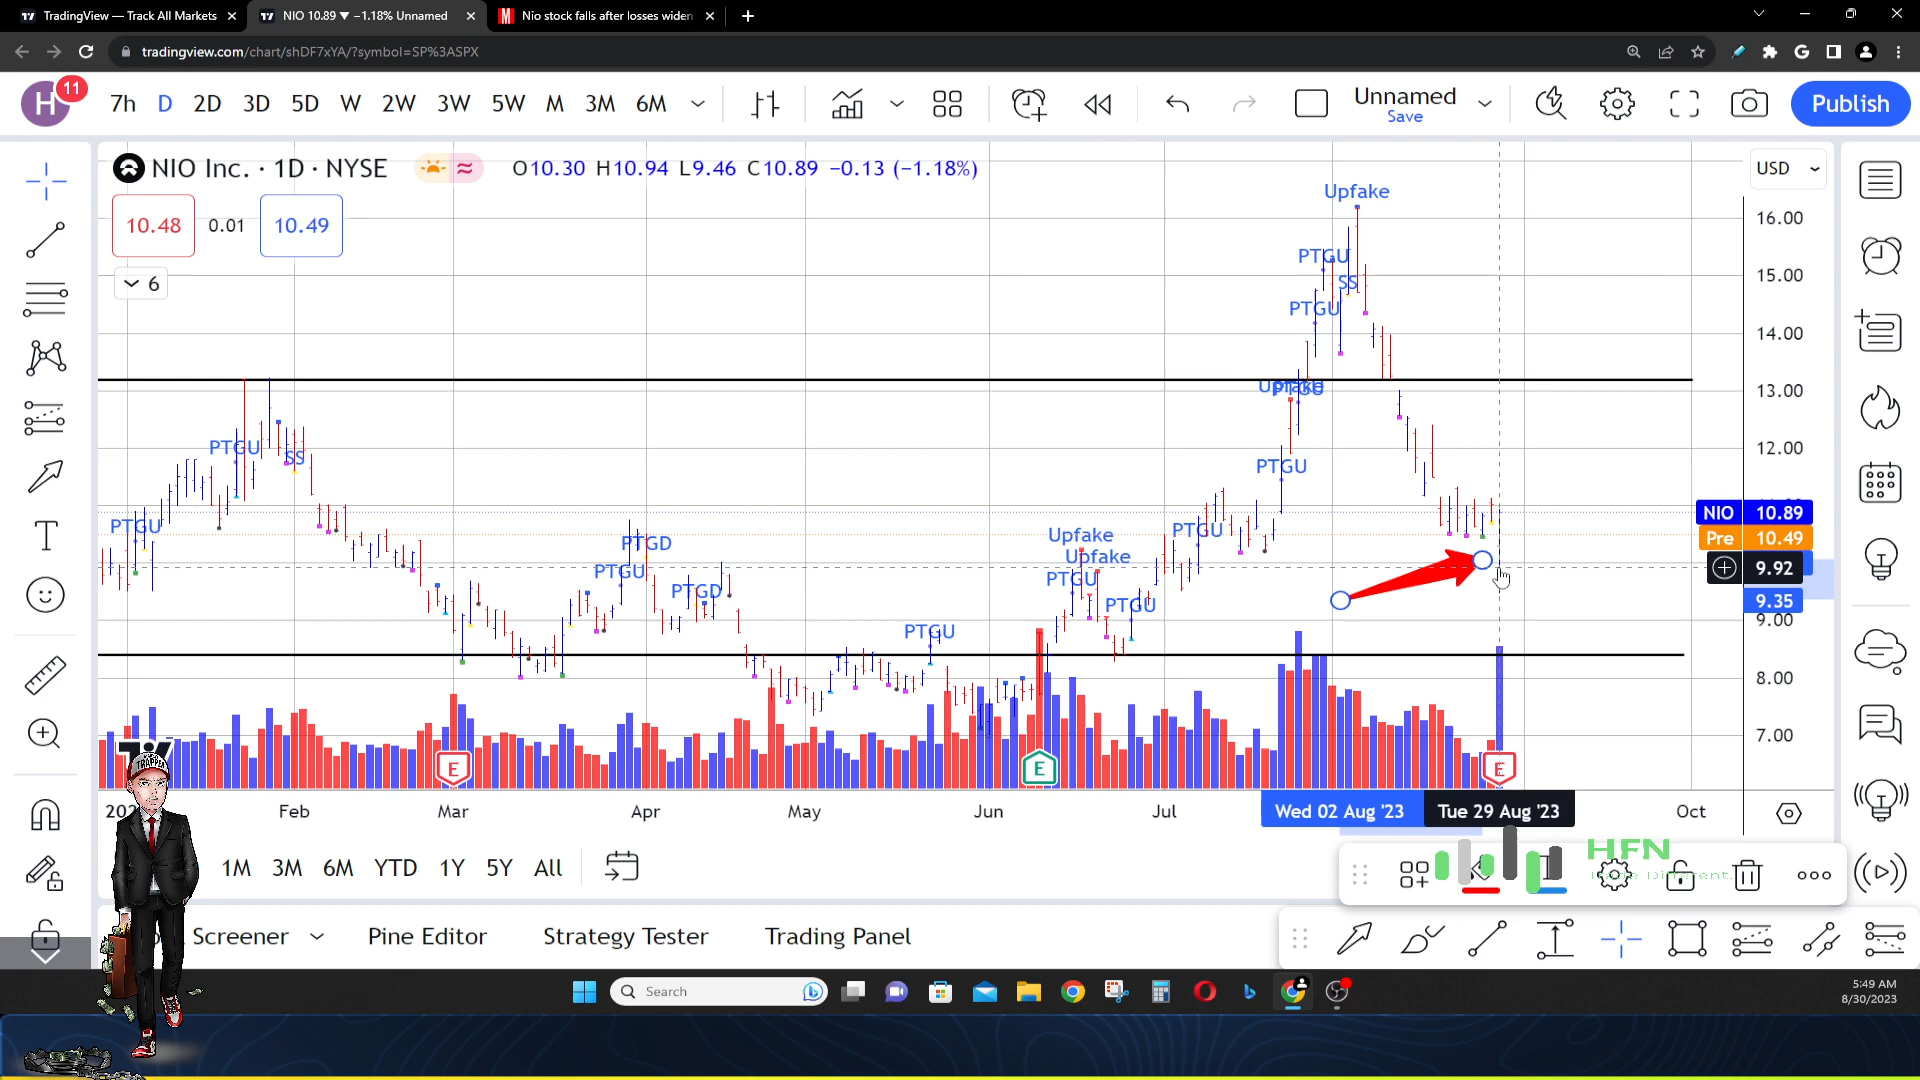 TradingView — Track All Markets
NIO 10.89 ▼ −1.18% Unnamed
Nio stock falls after losses widen
tradingview.com/chart/shDF7xYA/?symbol=SP%3ASPX
H
11
7h D 2D 3D 5D W 2W 3W 5W M 3M 6M
Unnamed
Save
Publish
NIO Inc. · 1D · NYSE
O10.30 H10.94 L9.46 C10.89 −0.13 (−1.18%)
USD
10.48
0.01
10.49
6
Upfake
16.00
PTGU
15.00
SS
PTGU
14.00
Upfake
PTGU
13.00
PTGU
SS
12.00
PTGU
NIO 10.89
PTGU
PTGU
Upfake
Pre 10.49
PTGD
Upfake
9.92
PTGU
PTGU
PTGD
PTGU
9.35
9.00
PTGU
8.00
7.00
E
E
E
Feb
Mar
Apr
May
Jun
Jul
Wed 02 Aug '23
Tue 29 Aug '23
Oct
TRAPPER
HFN
Trade Different.
1M 3M 6M YTD 1Y 5Y All
Screener
Pine Editor
Strategy Tester
Trading Panel
Search
5:49 AM
8/30/2023